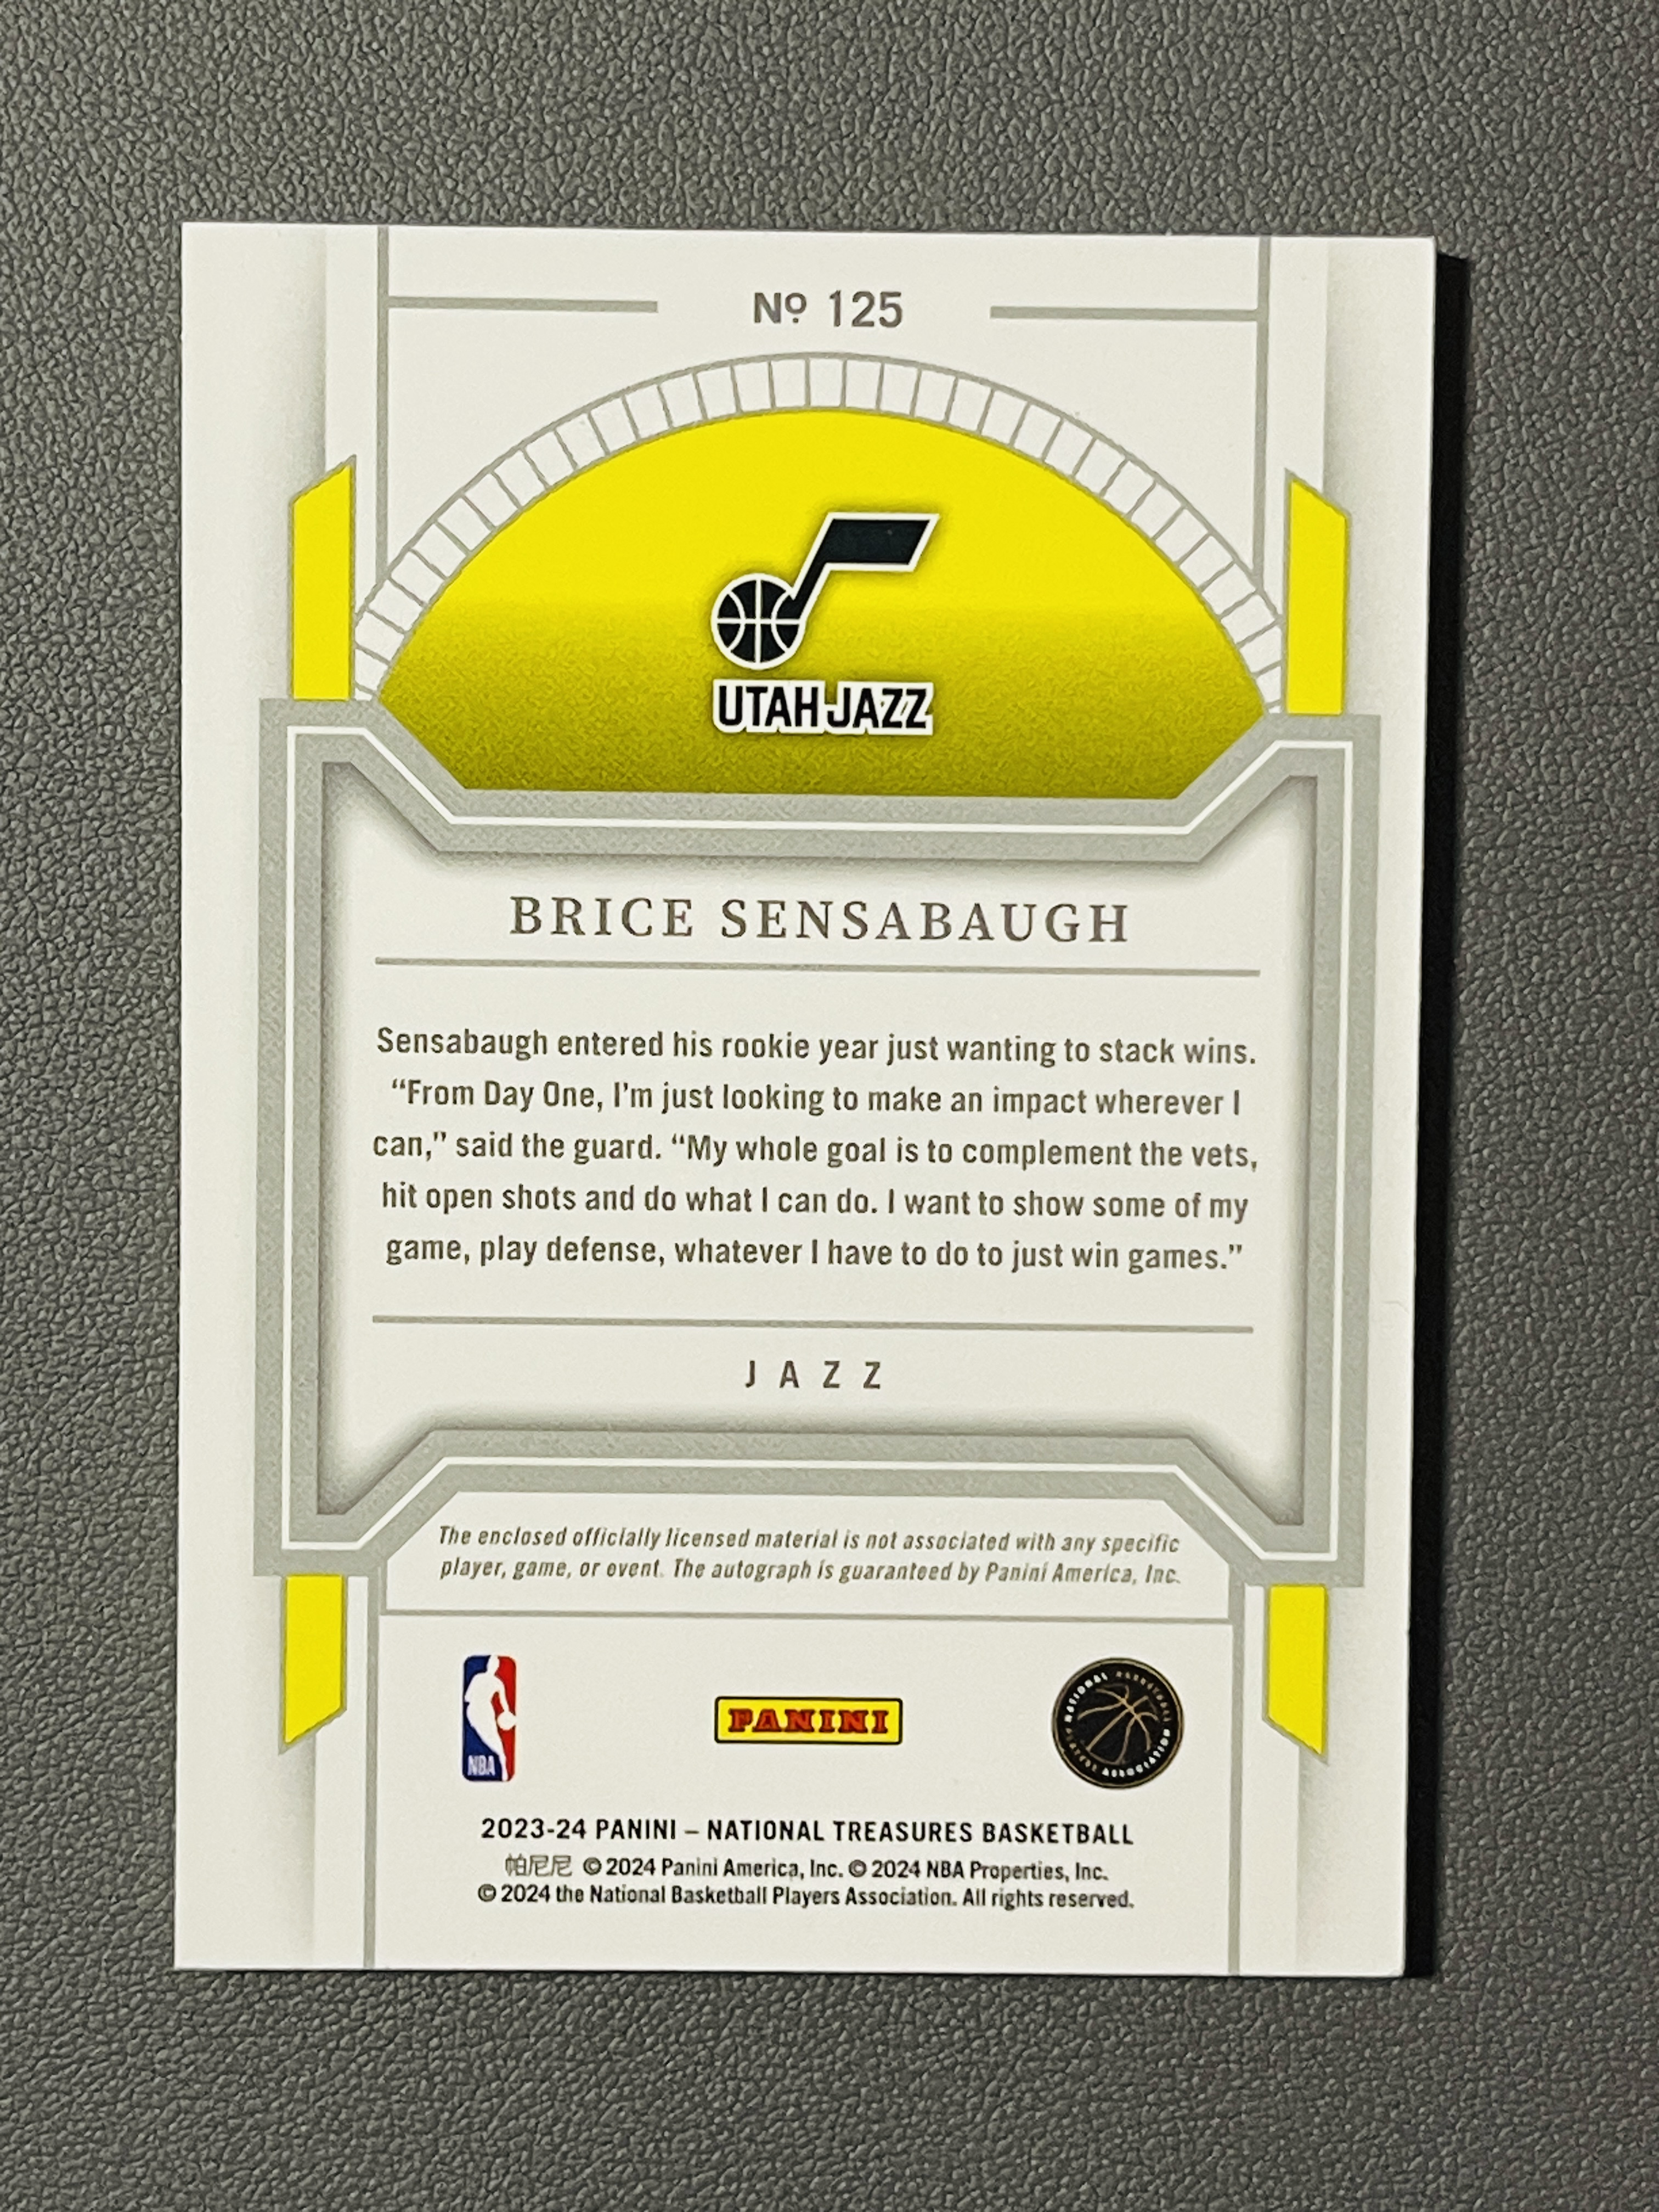 Nº 125
UTAH JAZZ
BRICE SENSABAUGH
Sensabaugh entered his rookie year just wanting to stack wins.
“From Day One, I’m just looking to make an impact wherever I
can,” said the guard. “My whole goal is to complement the vets,
hit open shots and do what I can do. I want to show some of my
game, play defense, whatever I have to do to just win games.”
JAZZ
The enclosed officially licensed material is not associated with any specific
player, game, or event. The autograph is guaranteed by Panini America, Inc.
NBA
PANINI
NATIONAL BASKETBALL PLAYERS ASSOCIATION
2023-24 PANINI – NATIONAL TREASURES BASKETBALL
帕尼尼 © 2024 Panini America, Inc. © 2024 NBA Properties, Inc.
© 2024 the National Basketball Players Association. All rights reserved.